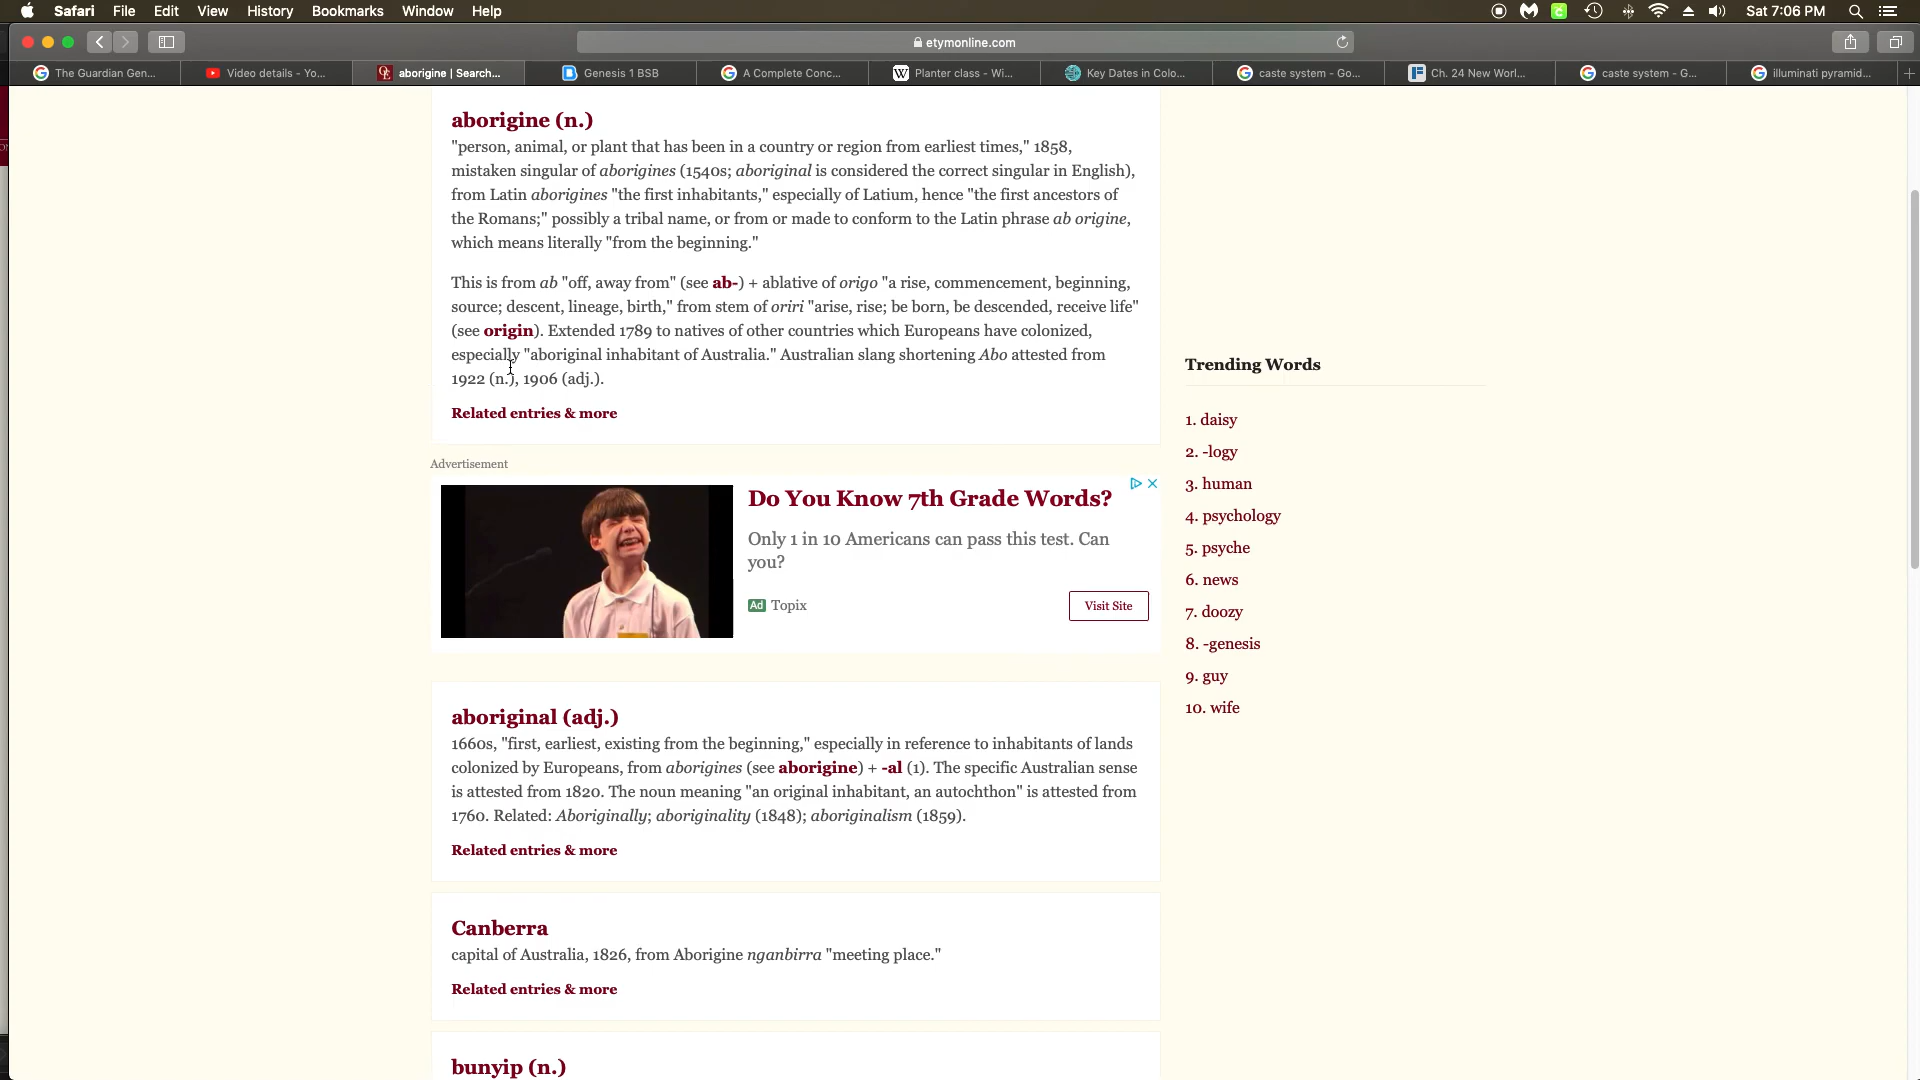 Safari File Edit View History Bookmarks Window Help Sat 7:06 PM
etymonline.com
The Guardian Gen... Video details - Yo... aborigine | Search... Genesis 1 BSB A Complete Conc... Planter class - Wi... Key Dates in Colo... caste system - Go... Ch. 24 New Worl... caste system - G... illuminati pyramid...
aborigine (n.)
"person, animal, or plant that has been in a country or region from earliest times," 1858,
mistaken singular of aborigines (1540s; aboriginal is considered the correct singular in English),
from Latin aborigines "the first inhabitants," especially of Latium, hence "the first ancestors of
the Romans;" possibly a tribal name, or from or made to conform to the Latin phrase ab origine,
which means literally "from the beginning."
This is from ab "off, away from" (see ab-) + ablative of origo "a rise, commencement, beginning,
source; descent, lineage, birth," from stem of oriri "arise, rise; be born, be descended, receive life"
(see origin). Extended 1789 to natives of other countries which Europeans have colonized,
especially "aboriginal inhabitant of Australia." Australian slang shortening Abo attested from
1922 (n.), 1906 (adj.).
Related entries & more
Advertisement
Do You Know 7th Grade Words?
Only 1 in 10 Americans can pass this test. Can
you?
Ad Topix
Visit Site
aboriginal (adj.)
1660s, "first, earliest, existing from the beginning," especially in reference to inhabitants of lands
colonized by Europeans, from aborigines (see aborigine) + -al (1). The specific Australian sense
is attested from 1820. The noun meaning "an original inhabitant, an autochthon" is attested from
1760. Related: Aboriginally; aboriginality (1848); aboriginalism (1859).
Related entries & more
Canberra
capital of Australia, 1826, from Aborigine nganbirra "meeting place."
Related entries & more
bunyip (n.)
Trending Words
1. daisy
2. -logy
3. human
4. psychology
5. psyche
6. news
7. doozy
8. -genesis
9. guy
10. wife